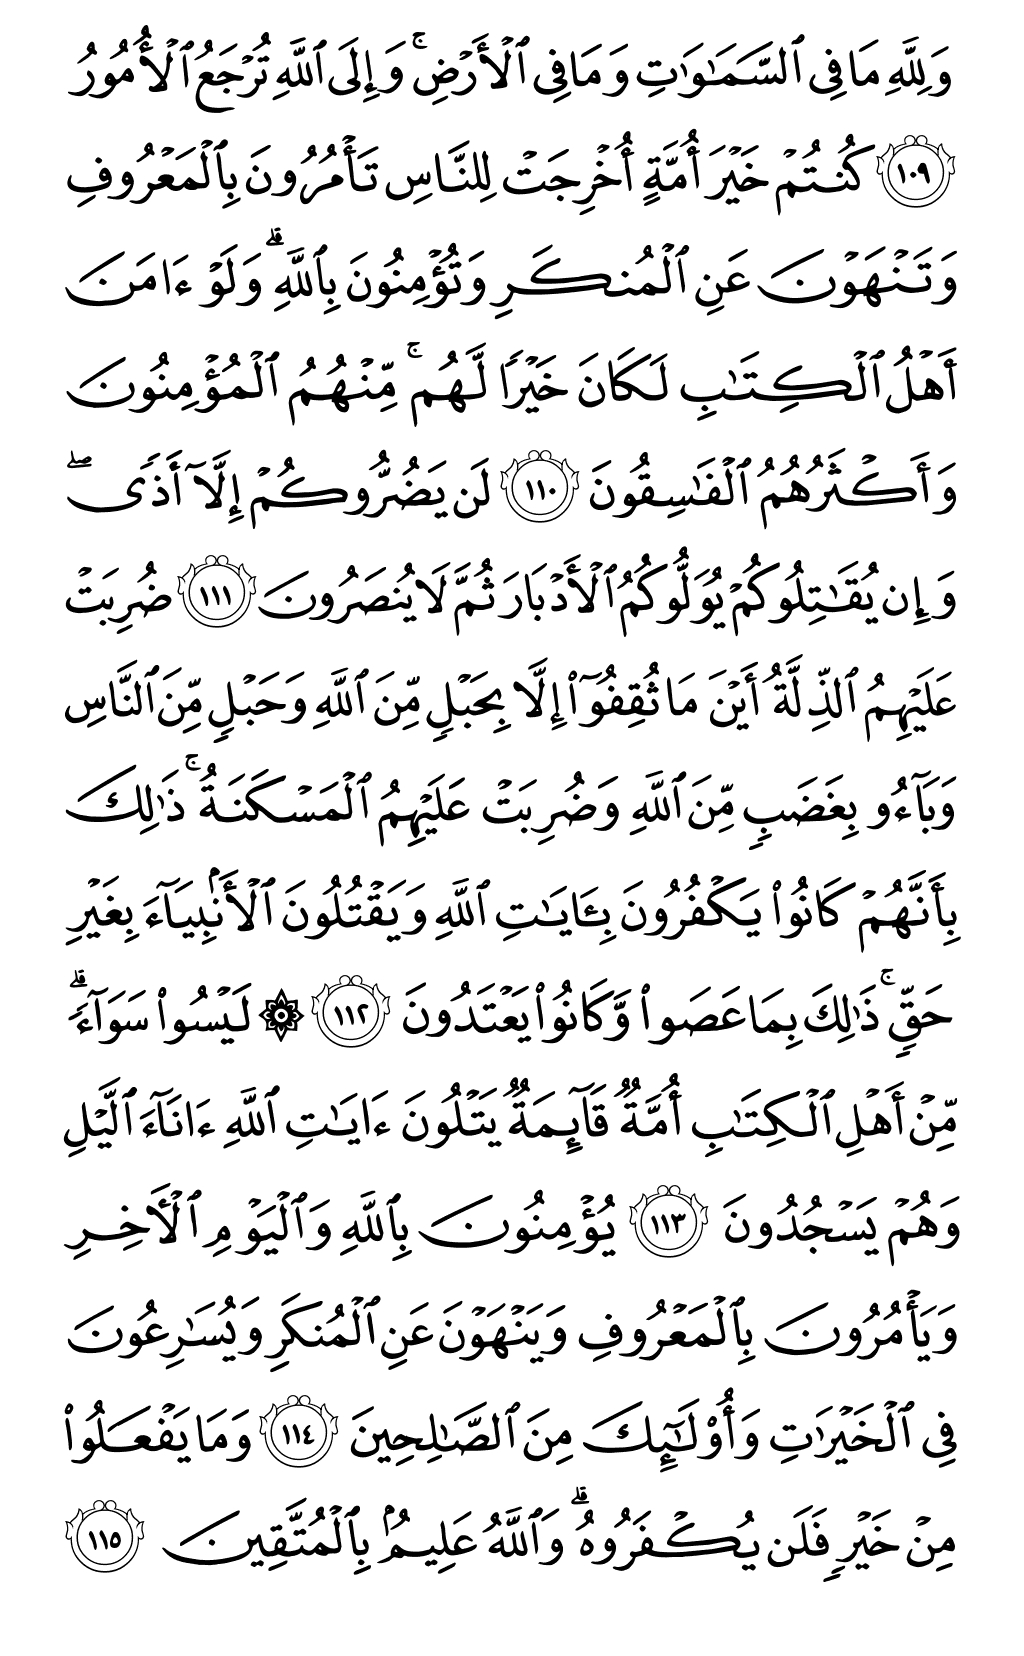 وَلِلَّهِ مَا فِي ٱلسَّمَٰوَٰتِ وَمَا فِي ٱلۡأَرۡضِۚ وَإِلَى ٱللَّهِ تُرۡجَعُ ٱلۡأُمُورُ
١٠٩ كُنتُمۡ خَيۡرَ أُمَّةٍ أُخۡرِجَتۡ لِلنَّاسِ تَأۡمُرُونَ بِٱلۡمَعۡرُوفِ
وَتَنۡهَوۡنَ عَنِ ٱلۡمُنكَرِ وَتُؤۡمِنُونَ بِٱللَّهِۗ وَلَوۡ ءَامَنَ
أَهۡلُ ٱلۡكِتَٰبِ لَكَانَ خَيۡرٗا لَّهُمۚ مِّنۡهُمُ ٱلۡمُؤۡمِنُونَ
وَأَكۡثَرُهُمُ ٱلۡفَٰسِقُونَ ١١٠ لَن يَضُرُّوكُمۡ إِلَّآ أَذٗىۖ
وَإِن يُقَٰتِلُوكُمۡ يُوَلُّوكُمُ ٱلۡأَدۡبَارَ ثُمَّ لَا يُنصَرُونَ ١١١ ضُرِبَتۡ
عَلَيۡهِمُ ٱلذِّلَّةُ أَيۡنَ مَا ثُقِفُوٓاْ إِلَّا بِحَبۡلٖ مِّنَ ٱللَّهِ وَحَبۡلٖ مِّنَ ٱلنَّاسِ
وَبَآءُو بِغَضَبٖ مِّنَ ٱللَّهِ وَضُرِبَتۡ عَلَيۡهِمُ ٱلۡمَسۡكَنَةُۚ ذَٰلِكَ
بِأَنَّهُمۡ كَانُواْ يَكۡفُرُونَ بِـَٔايَٰتِ ٱللَّهِ وَيَقۡتُلُونَ ٱلۡأَنۢبِيَآءَ بِغَيۡرِ
حَقّٖۚ ذَٰلِكَ بِمَا عَصَواْ وَّكَانُواْ يَعۡتَدُونَ ١١٢ ۞ لَيۡسُواْ سَوَآءٗۗ
مِّنۡ أَهۡلِ ٱلۡكِتَٰبِ أُمَّةٞ قَآئِمَةٞ يَتۡلُونَ ءَايَٰتِ ٱللَّهِ ءَانَآءَ ٱلَّيۡلِ
وَهُمۡ يَسۡجُدُونَ ١١٣ يُؤۡمِنُونَ بِٱللَّهِ وَٱلۡيَوۡمِ ٱلۡأٓخِرِ
وَيَأۡمُرُونَ بِٱلۡمَعۡرُوفِ وَيَنۡهَوۡنَ عَنِ ٱلۡمُنكَرِ وَيُسَٰرِعُونَ
فِي ٱلۡخَيۡرَٰتِ وَأُوْلَٰٓئِكَ مِنَ ٱلصَّٰلِحِينَ ١١٤ وَمَا يَفۡعَلُواْ
مِنۡ خَيۡرٖ فَلَن يُكۡفَرُوهُۗ وَٱللَّهُ عَلِيمُۢ بِٱلۡمُتَّقِينَ ١١٥